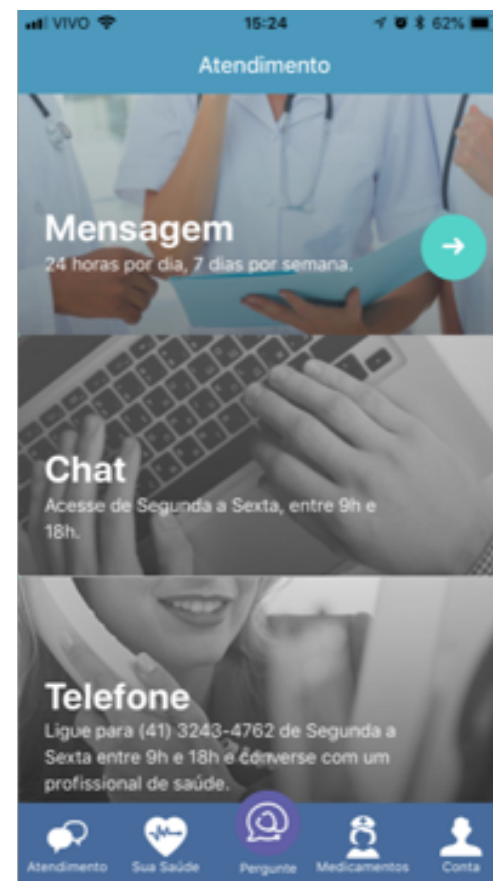 VIVO 15:24 62%
Atendimento
Mensagem
24 horas por dia, 7 dias por semana.
Chat
Acesse de Segunda a Sexta, entre 9h e
18h.
Telefone
Ligue para (41) 3243-4762 de Segunda a
Sexta entre 9h e 18h e converse com um
profissional de saúde.
Atendimento Sua Saúde Pergunte Medicamentos Conta